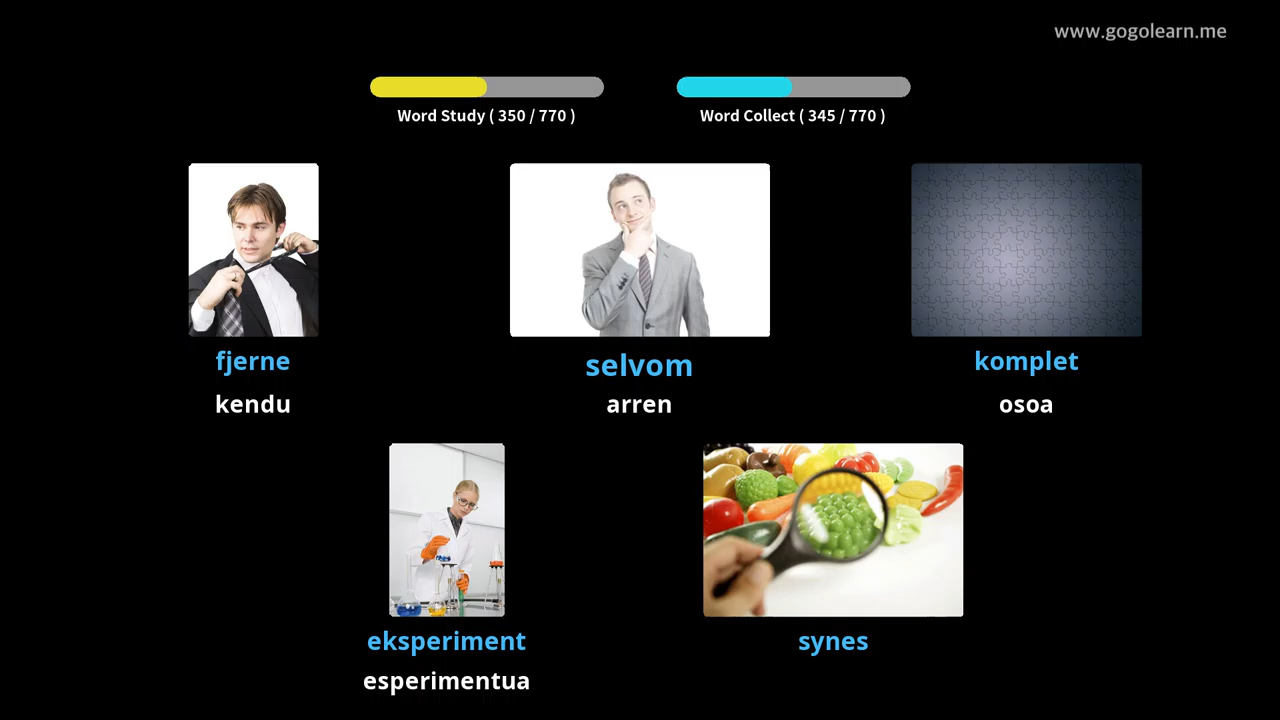 www.gogolearn.me
Word Study ( 350 / 770 )
Word Collect ( 345 / 770 )
fjerne
kendu
selvom
arren
komplet
osoa
eksperiment
esperimentua
synes